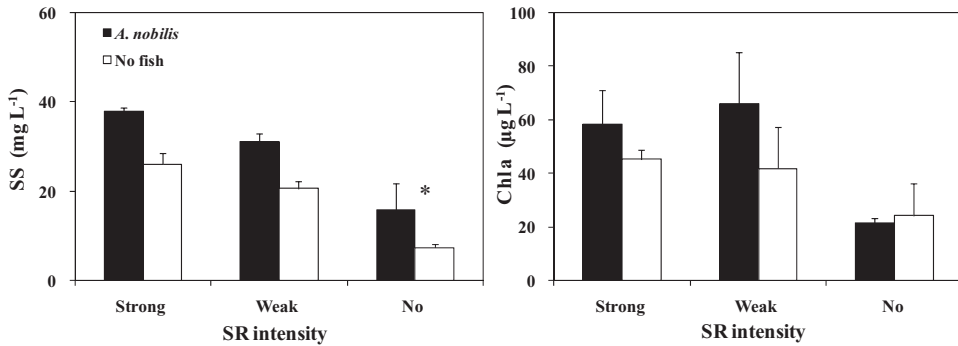 60
40
20
0
SS (mg L-1)
A. nobilis
No fish
*
Strong Weak No
SR intensity
100
80
60
40
20
0
Chla (µg L-1)
Strong Weak No
SR intensity